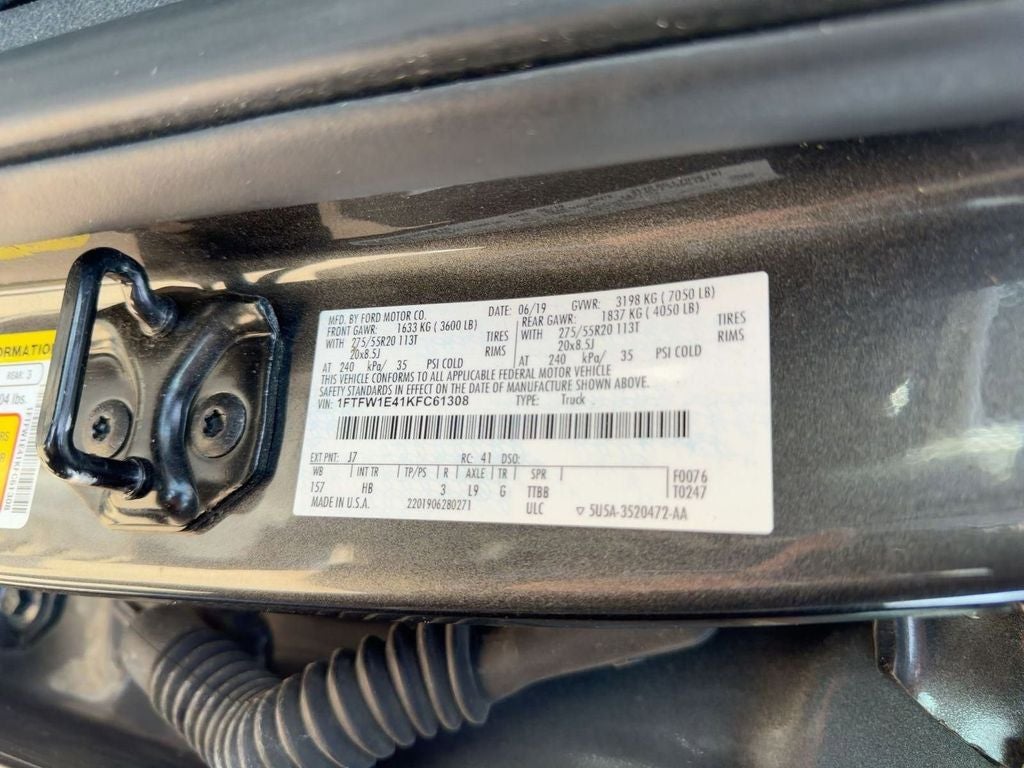 MFD. BY FORD MOTOR CO. DATE: 06/19 GVWR: 3198 KG ( 7050 LB)
FRONT GAWR: 1633 KG ( 3600 LB) REAR GAWR: 1837 KG ( 4050 LB)
WITH 275/55R20 113T TIRES WITH 275/55R20 113T TIRES
20x8.5J RIMS 20x8.5J RIMS
AT 240 kPa/ 35 PSI COLD AT 240 kPa/ 35 PSI COLD
THIS VEHICLE CONFORMS TO ALL APPLICABLE FEDERAL MOTOR VEHICLE
SAFETY STANDARDS IN EFFECT ON THE DATE OF MANUFACTURE SHOWN ABOVE.
VIN: 1FTFW1E41KFC61308 TYPE: Truck
EXT PNT: J7 RC: 41 DSO:
WB INT TR TP/PS R AXLE TR SPR F0076
157 HB 3 L9 G TTBB T0247
MADE IN U.S.A. 2201906280271 ULC ▽ 5U5A-3520472-AA
ORMATION
REAR: 3
04 lbs.
1FTFW1E41KFC61308